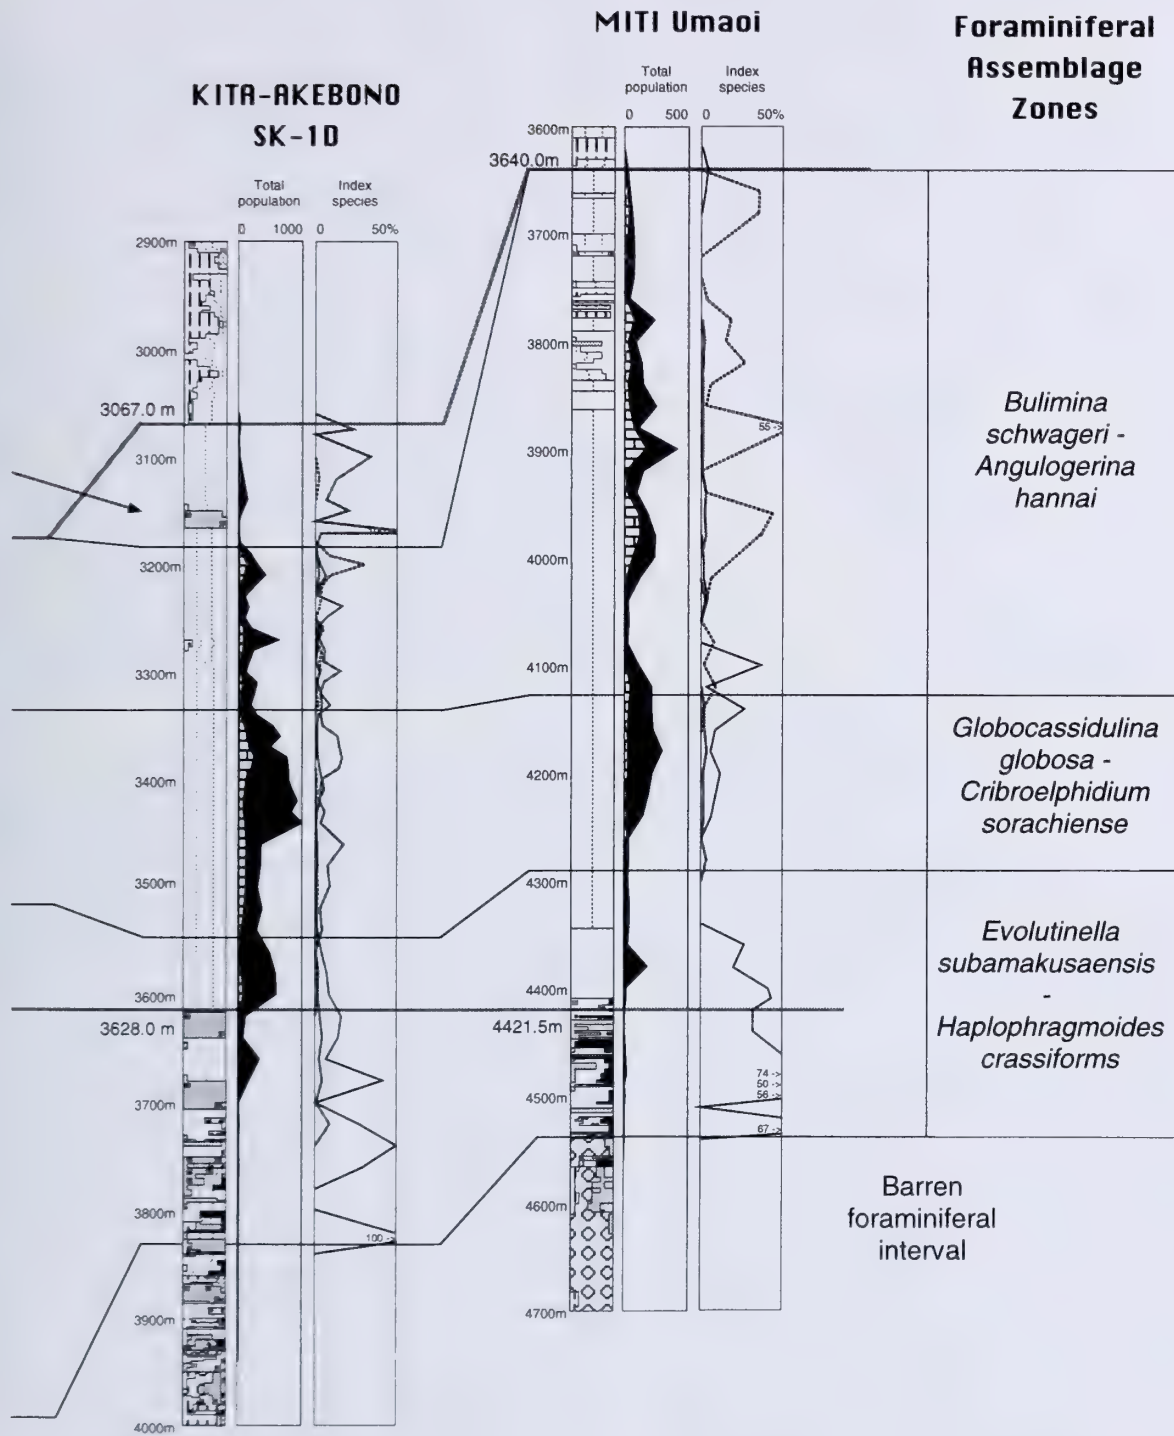 MITI Umaoi
Foraminiferal
Assemblage
Zones
KITA-AKEBONO
SK-1D
Total
population
Index
species
0 500
0 50%
3600m
3640.0m
3700m
3800m
3900m
4000m
4100m
4200m
4300m
4400m
4421.5m
4500m
4600m
4700m
55->
74->
50->
56->
67->
Total
population
Index
species
0 1000
0 50%
2900m
3000m
3067.0 m
3100m
3200m
3300m
3400m
3500m
3600m
3628.0 m
3700m
3800m
3900m
4000m
100->
Bulimina
schwageri -
Angulogerina
hannai
Globocassidulina
globosa -
Cribroelphidium
sorachiense
Evolutinella
subamakusaensis
-
Haplophragmoides
crassiforms
Barren
foraminiferal
interval